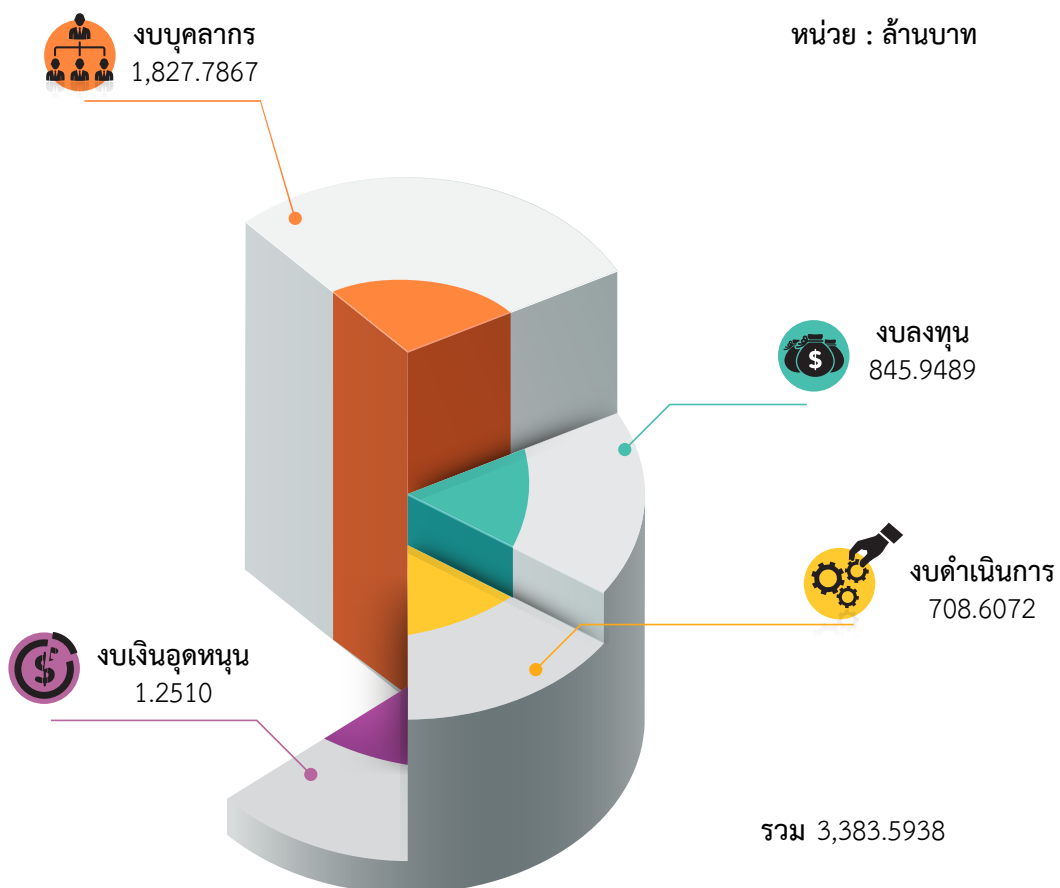 งบบุคลากร
1,827.7867
หน่วย : ล้านบาท
งบลงทุน
845.9489
งบดำเนินการ
708.6072
งบเงินอุดหนุน
1.2510
รวม 3,383.5938